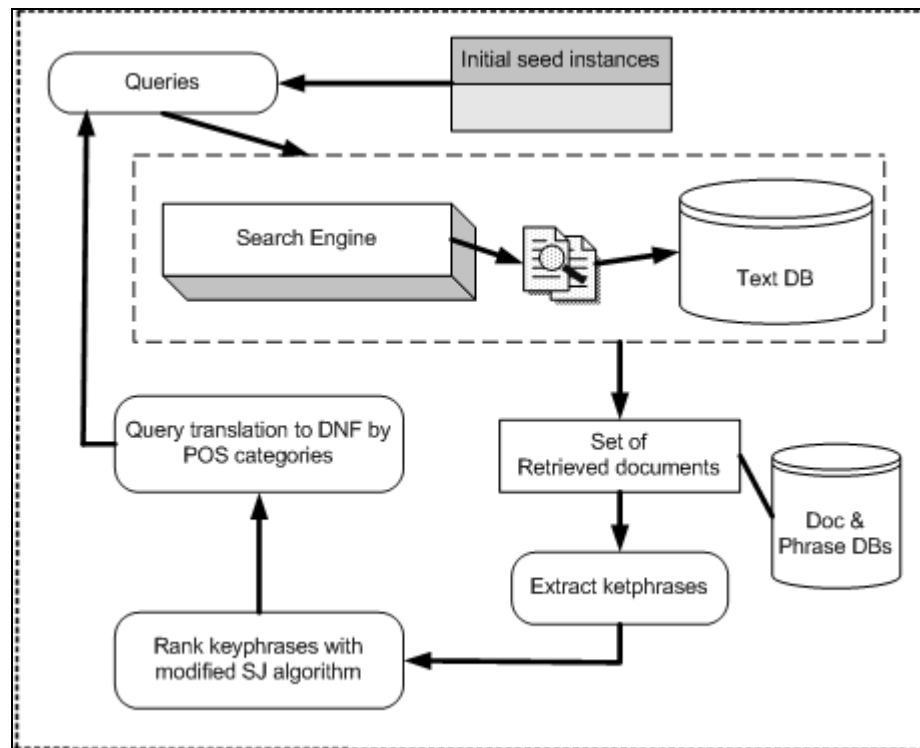 Initial seed instances
Queries
Search Engine
Text DB
Query translation to DNF by
POS categories
Set of
Retrieved documents
Doc &
Phrase DBs
Extract ketphrases
Rank keyphrases with
modified SJ algorithm